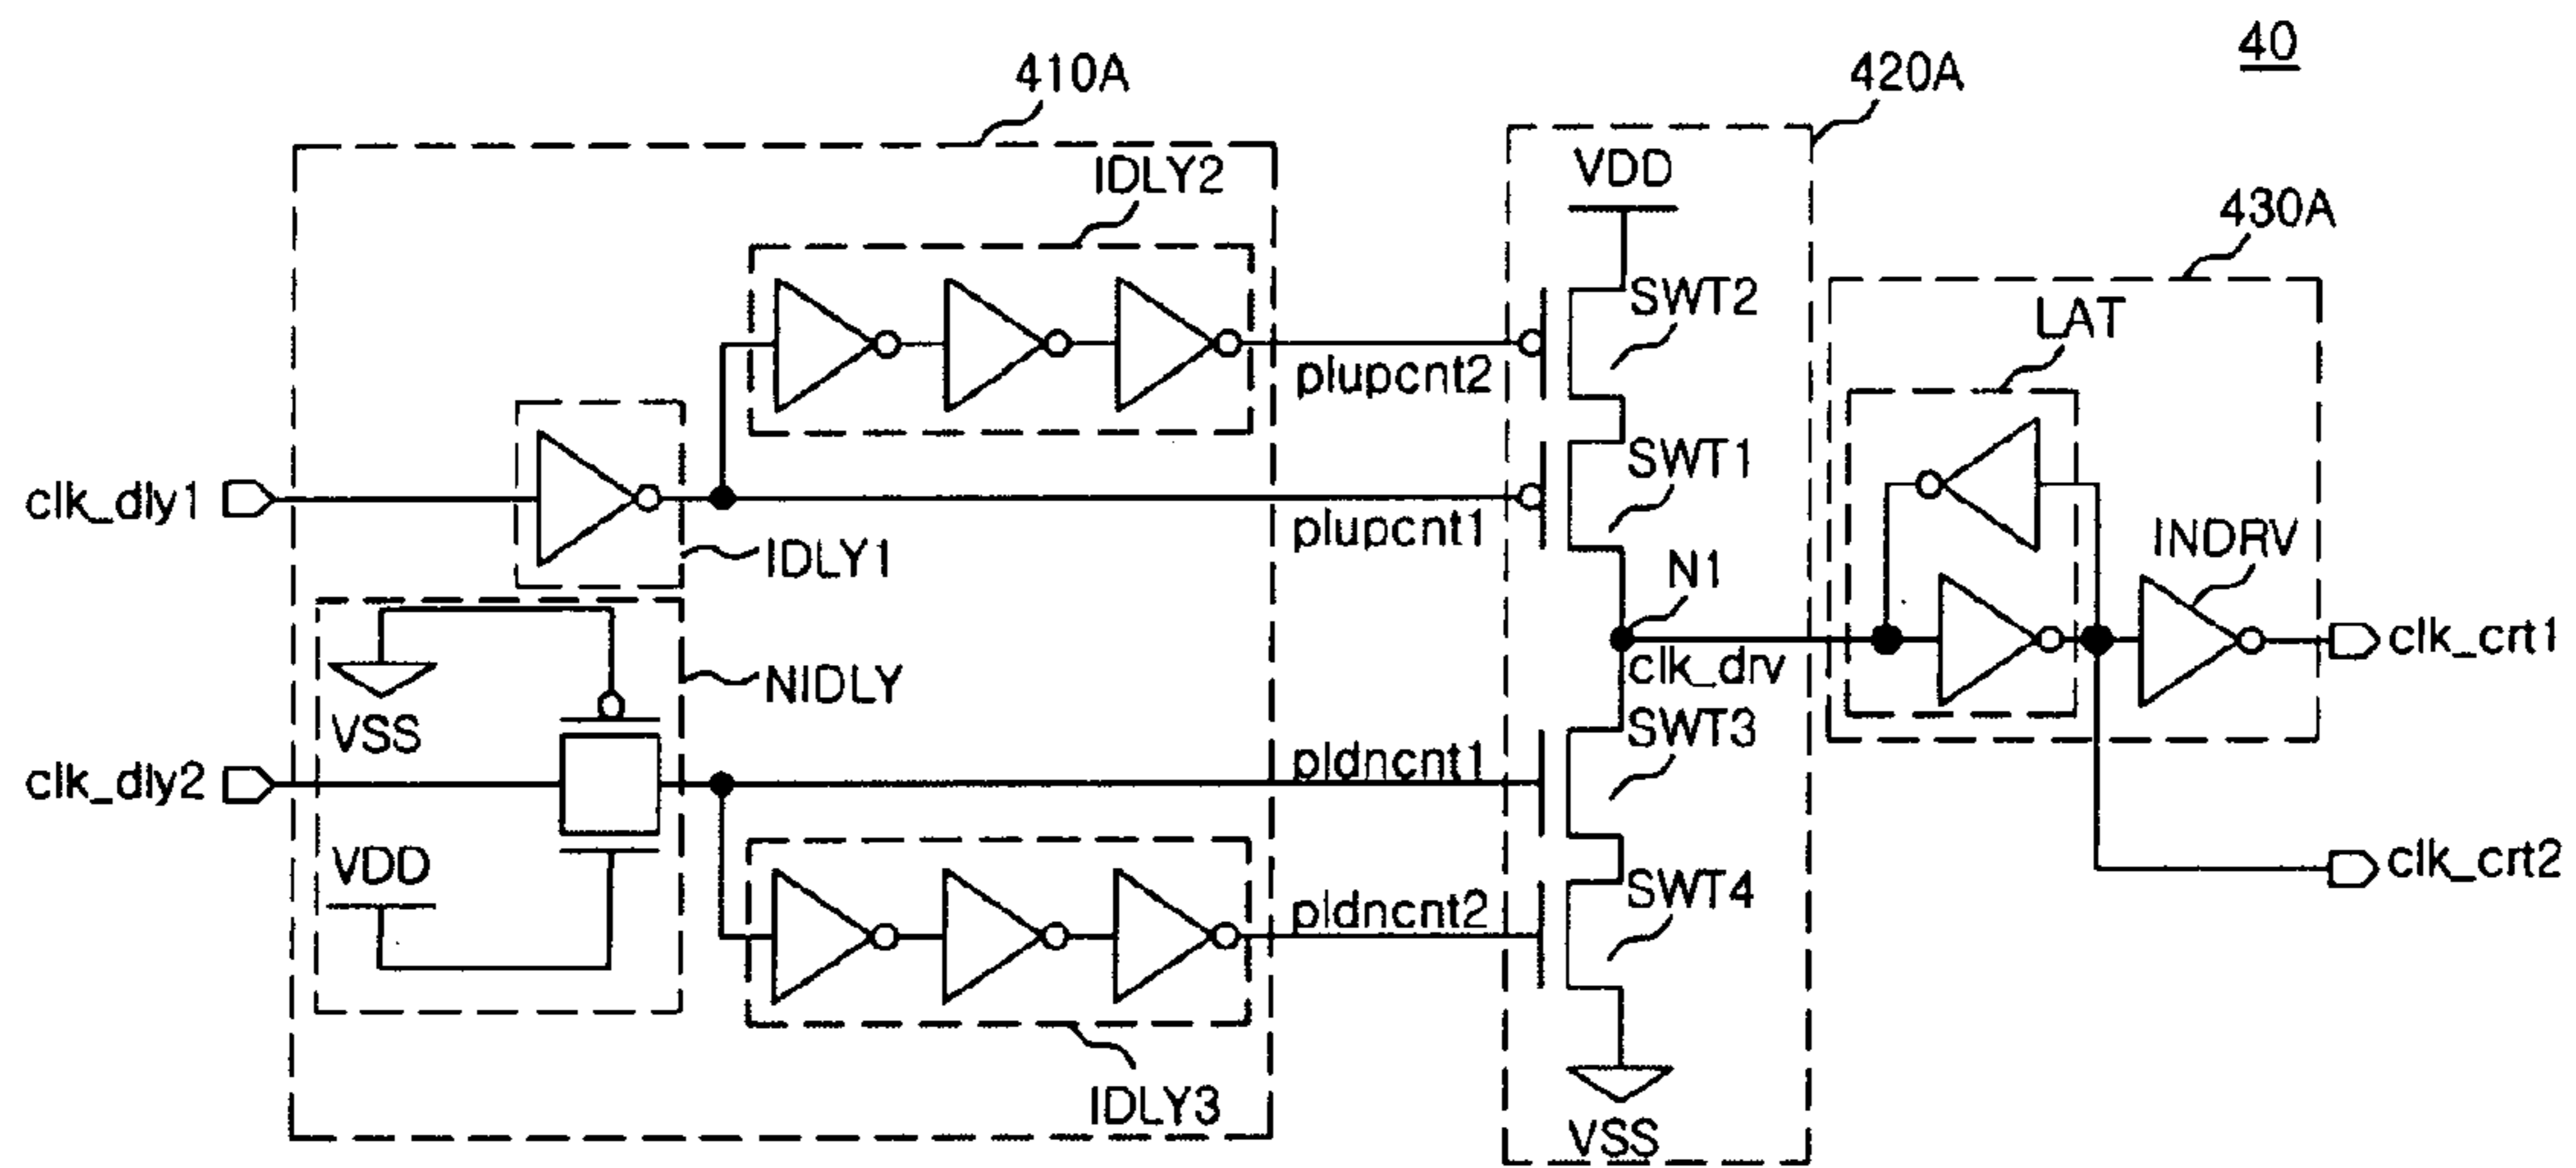 40
410A
420A
IDLY2
VDD
430A
SWT2
LAT
plupcnt2
SWT1
clk_dly1
plupcnt1
IDLY1
INDRV
N1
clk_crt1
clk_drv
NIDLY
VSS
SWT3
clk_dly2
pldncnt1
VDD
clk_crt2
pldncnt2
SWT4
IDLY3
VSS